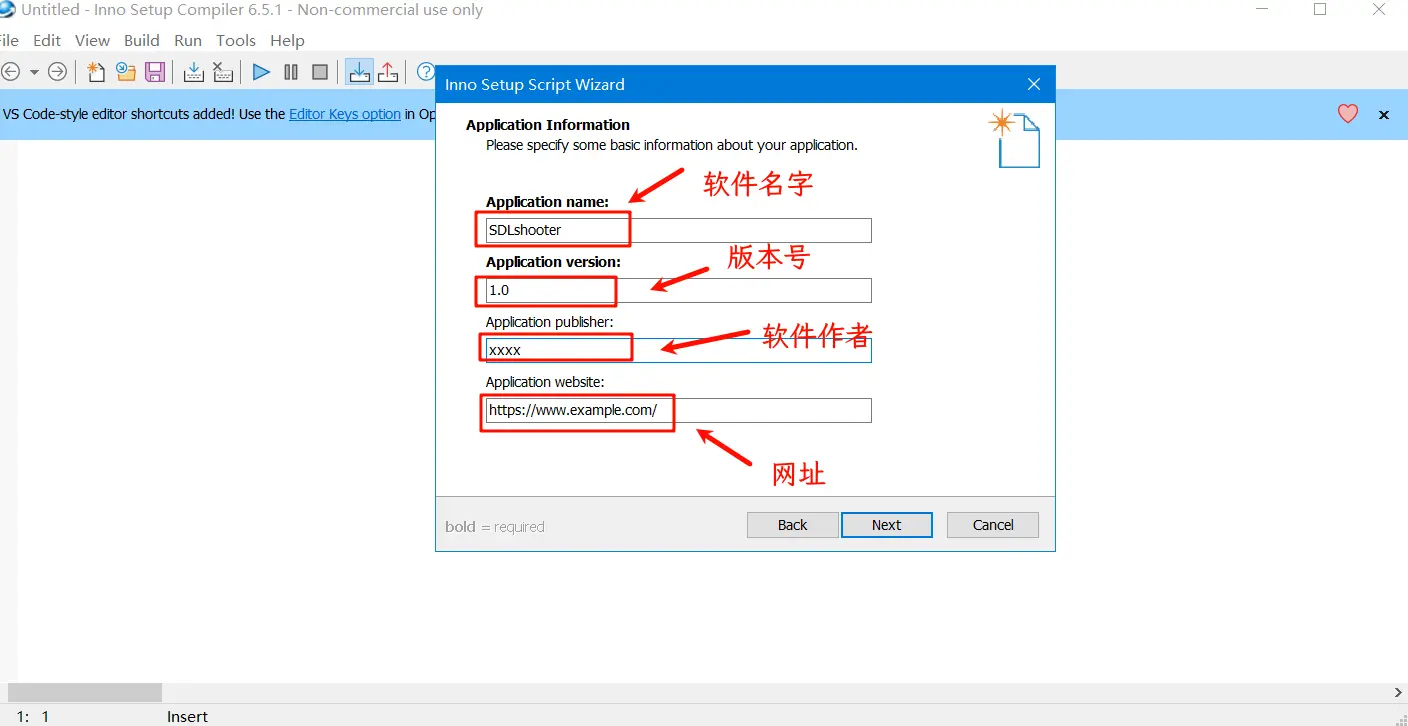 Untitled - Inno Setup Compiler 6.5.1 - Non-commercial use only
File Edit View Build Run Tools Help
VS Code-style editor shortcuts added! Use the Editor Keys option in Op
Inno Setup Script Wizard
Application Information
Please specify some basic information about your application.
软件名字
Application name:
SDLshooter
版本号
Application version:
1.0
Application publisher:
软件作者
xxxx
Application website:
https://www.example.com/
网址
bold = required
Back Next Cancel
1: 1 Insert